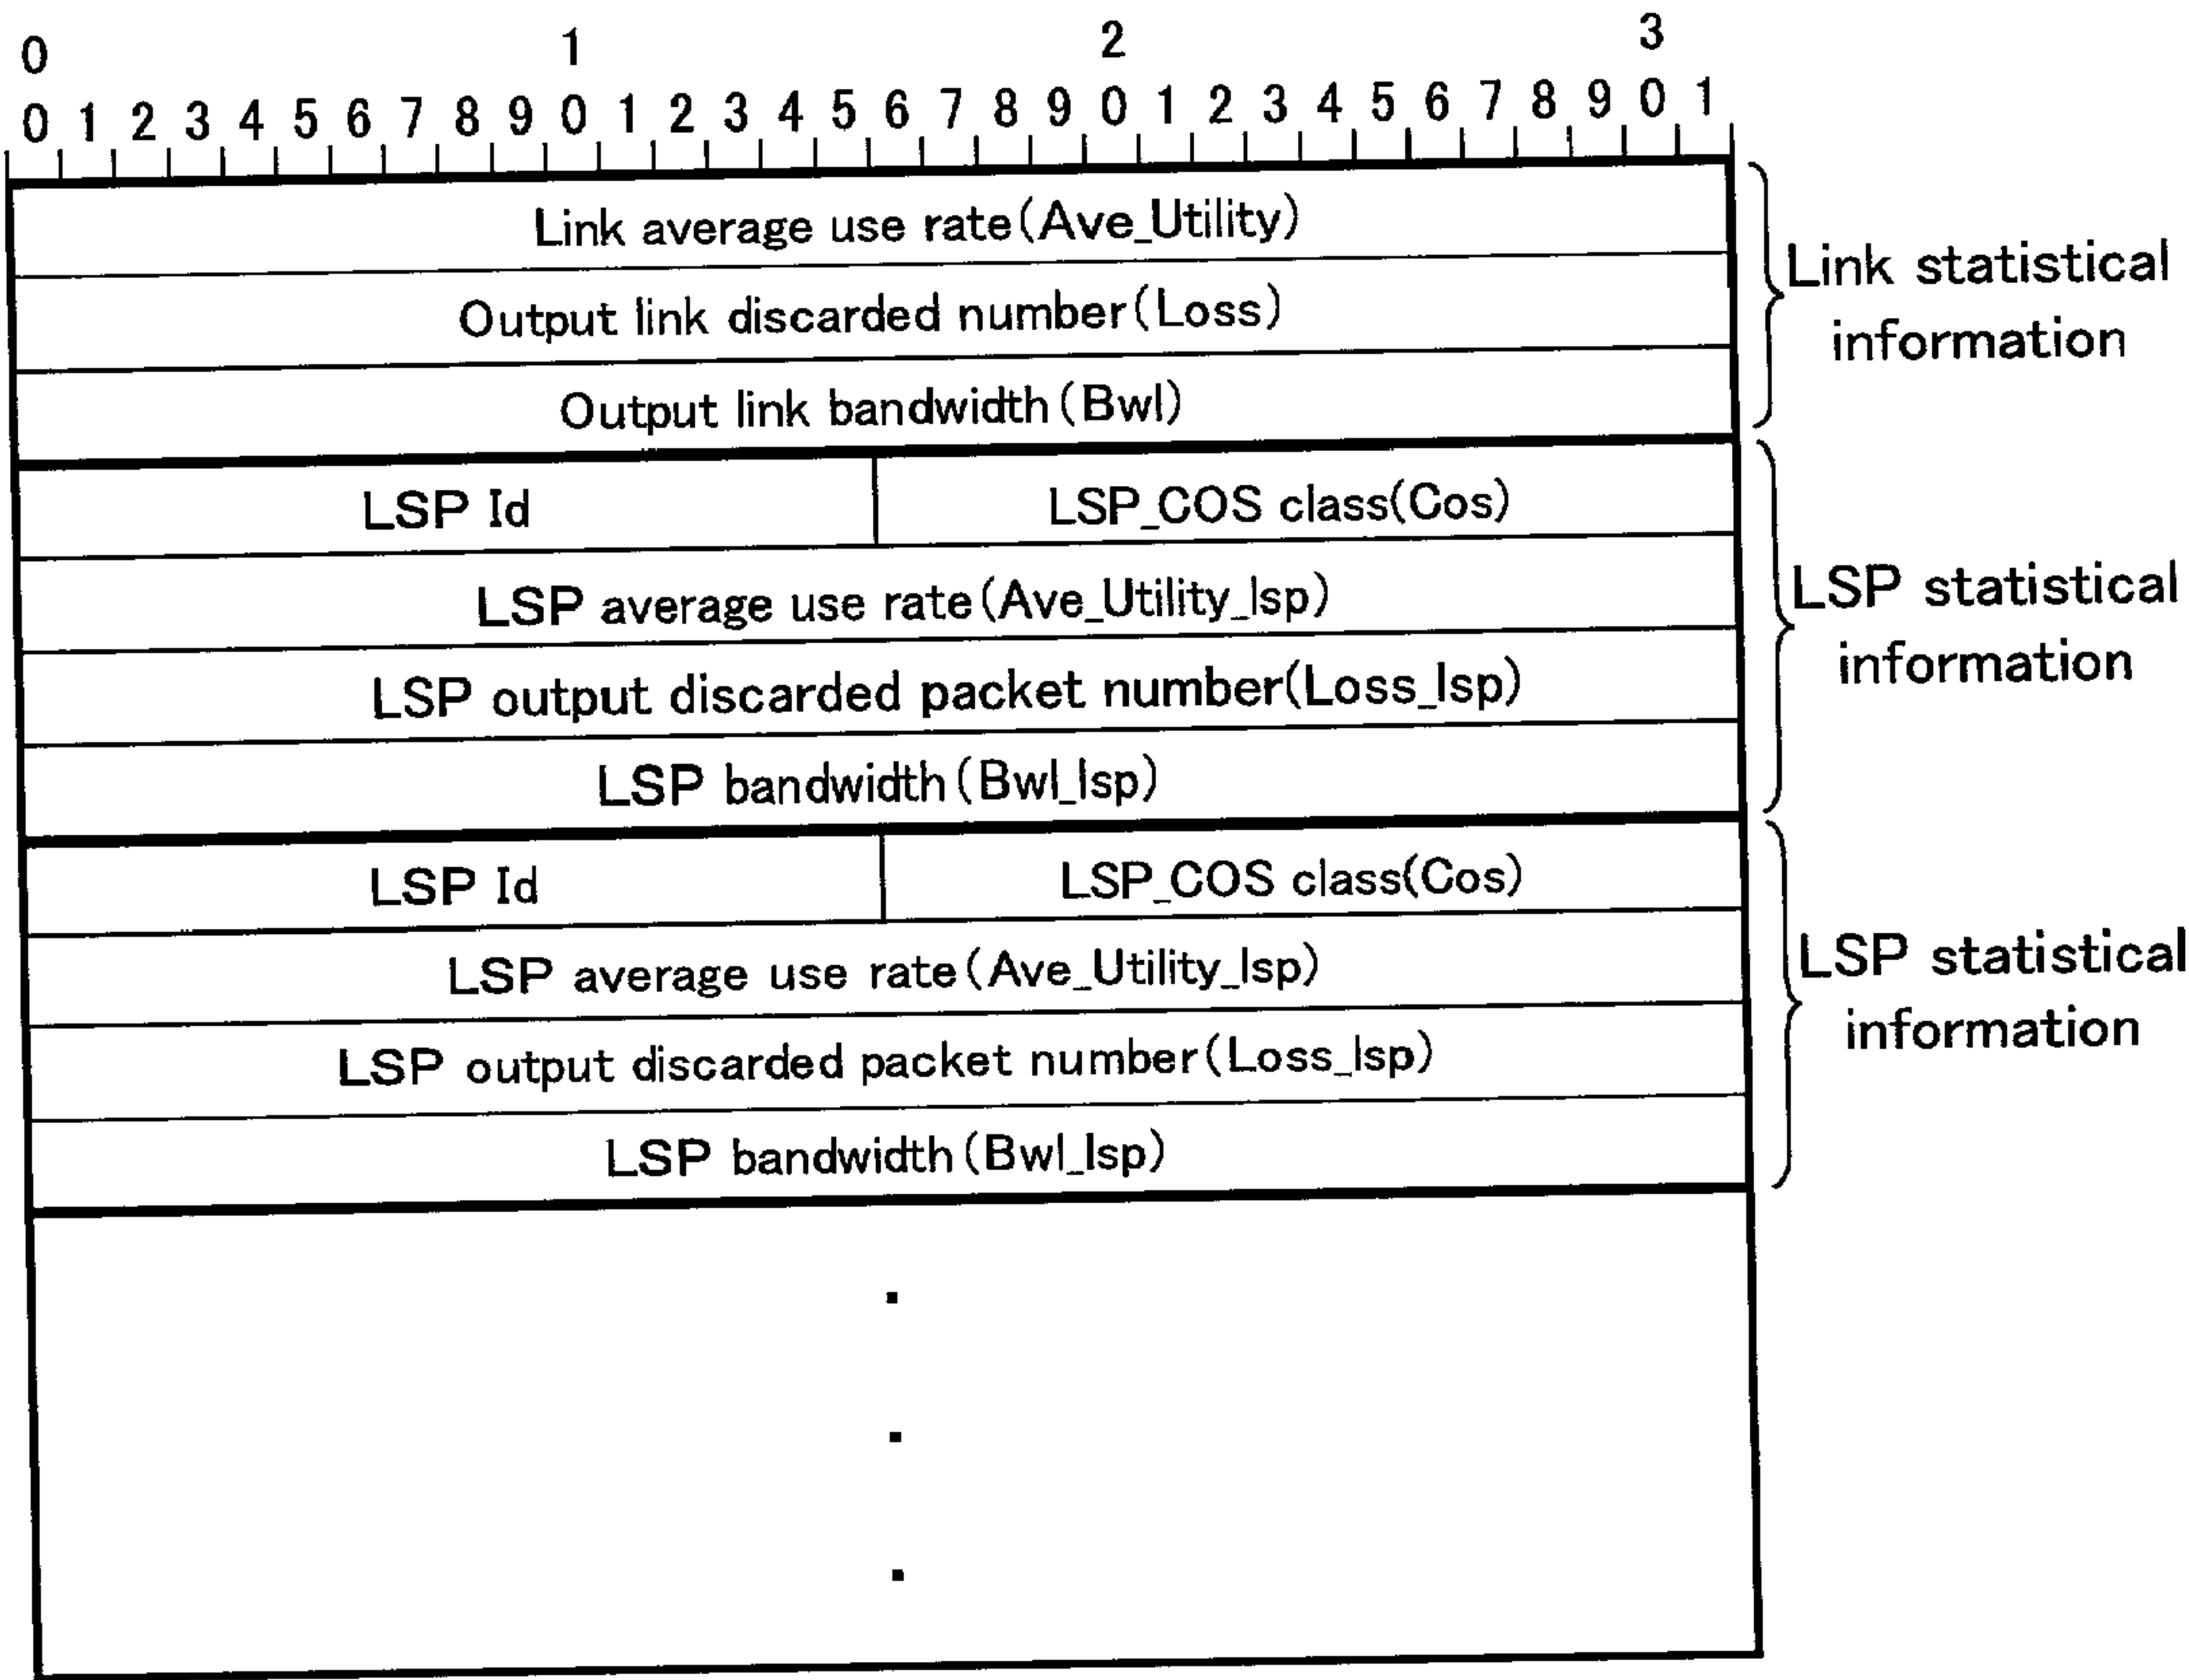 0 1 2 3
0 1 2 3 4 5 6 7 8 9 0 1 2 3 4 5 6 7 8 9 0 1 2 3 4 5 6 7 8 9 0 1
Link average use rate(Ave_Utility)
Output link discarded number(Loss)
Output link bandwidth(Bwl)
Link statistical
information
LSP Id
LSP_COS class(Cos)
LSP average use rate(Ave_Utility_lsp)
LSP output discarded packet number(Loss_lsp)
LSP bandwidth(Bwl_lsp)
LSP statistical
information
LSP Id
LSP_COS class(Cos)
LSP average use rate(Ave_Utility_lsp)
LSP output discarded packet number(Loss_lsp)
LSP bandwidth(Bwl_lsp)
LSP statistical
information